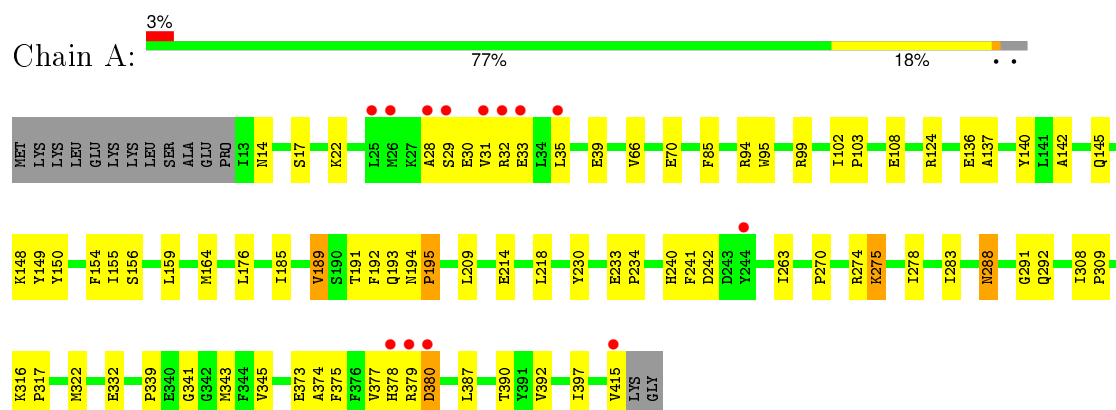 3%
Chain A:
77% 18% • •
MET LYS LYS LEU GLU LYS LYS LEU SER ALA GLU PRO I13 N14 S17 K22 L25 M26 K27 A28 S29 E30 V31 R32 E33 L34 L35 E39 V66 E70 F85 R94 W95 R99 I102 P103 E108 R124 E136 A137 Y140 L141 A142 Q145
K148 Y149 Y150 F154 I155 S156 L159 M164 L176 I185 V189 S190 T191 F192 Q193 N194 P195 L209 E214 L218 Y230 E233 P234 H240 F241 D242 D243 Y244 I263 P270 R274 K275 I278 I283 N288 G291 Q292 I308 P309
K316 P317 M322 E332 P339 E340 G341 G342 M343 F344 V345 E373 A374 F375 F376 V377 H378 R379 D380 L387 T390 Y391 V392 I397 V415 LYS GLY